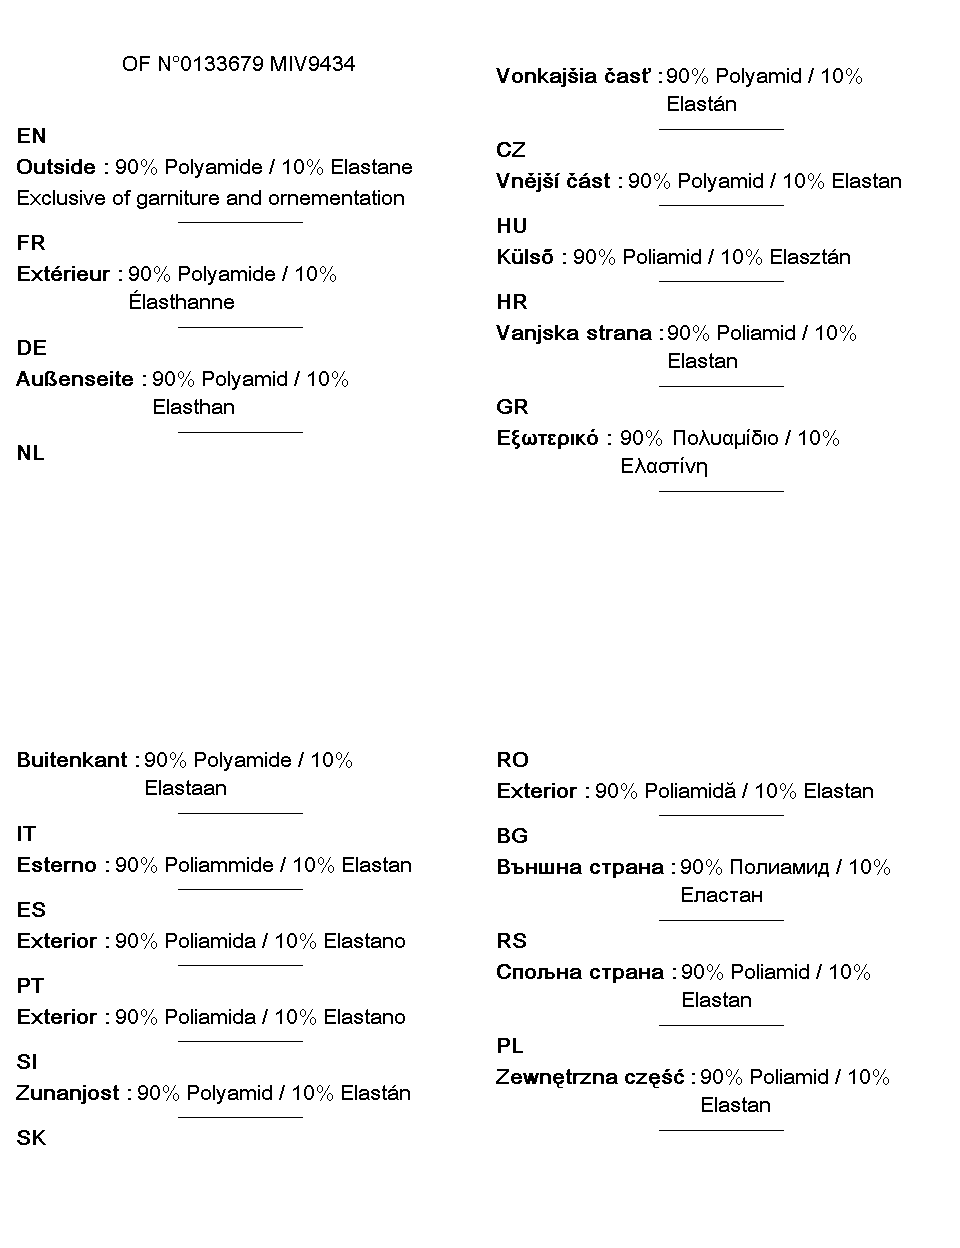 OF N°0133679 MIV9434
EN
Outside : 90% Polyamide / 10% Elastane
Exclusive of garniture and ornementation
FR
Extérieur : 90% Polyamide / 10%
Élasthanne
DE
Außenseite : 90% Polyamid / 10%
Elasthan
NL
Buitenkant : 90% Polyamide / 10%
Elastaan
IT
Esterno : 90% Poliammide / 10% Elastan
ES
Exterior : 90% Poliamida / 10% Elastano
PT
Exterior : 90% Poliamida / 10% Elastano
SI
Zunanjost : 90% Polyamid / 10% Elastán
SK
Vonkajšia časť : 90% Polyamid / 10%
Elastán
CZ
Vnější část : 90% Polyamid / 10% Elastan
HU
Külső : 90% Poliamid / 10% Elasztán
HR
Vanjska strana : 90% Poliamid / 10%
Elastan
GR
Εξωτερικό : 90% Πολυαμίδιο / 10%
Ελαστίνη
RO
Exterior : 90% Poliamidă / 10% Elastan
BG
Външна страна : 90% Полиамид / 10%
Еластан
RS
Спољна страна : 90% Poliamid / 10%
Elastan
PL
Zewnętrzna część : 90% Poliamid / 10%
Elastan